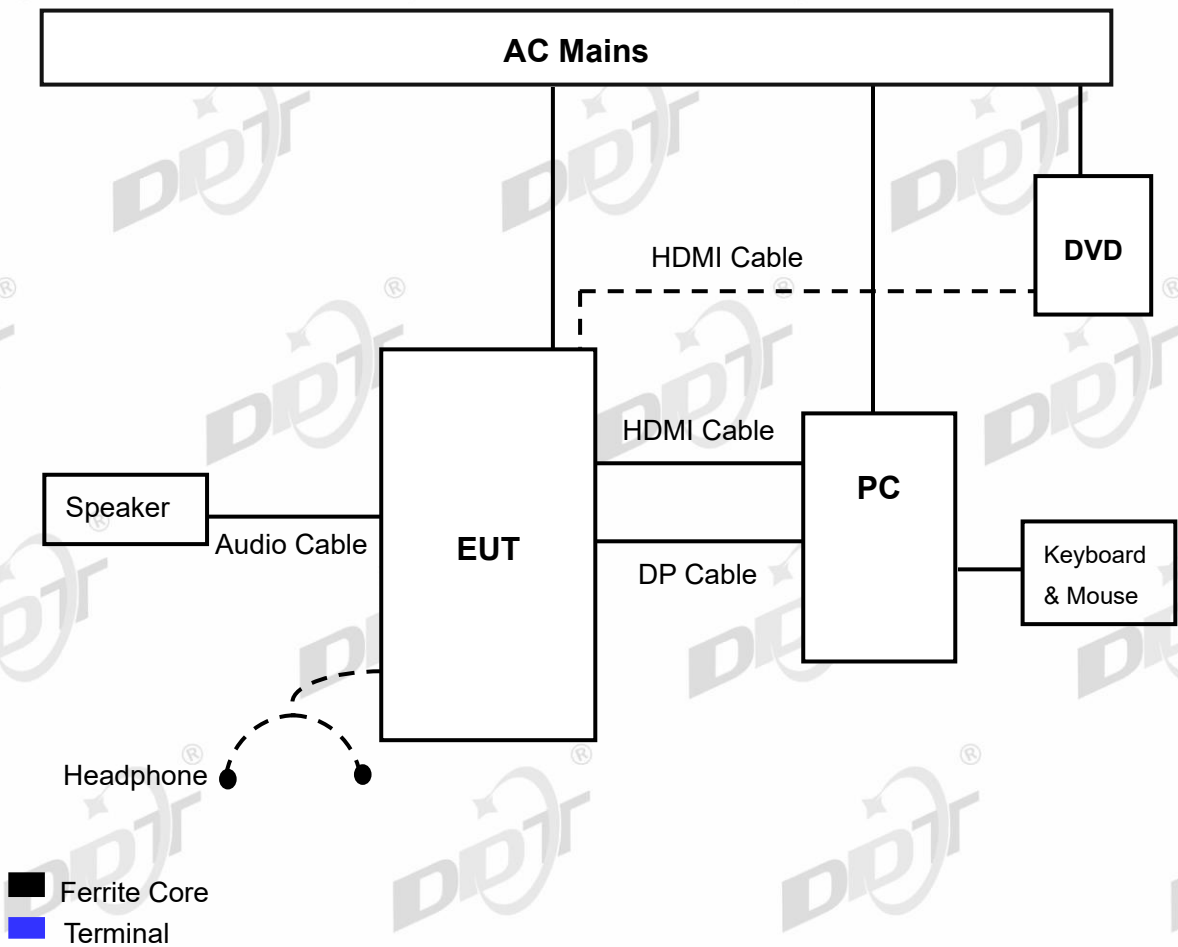 AC Mains
DVD
HDMI Cable
HDMI Cable
PC
Speaker
Audio Cable
EUT
DP Cable
Keyboard
& Mouse
Headphone
Ferrite Core
Terminal
DDT
®